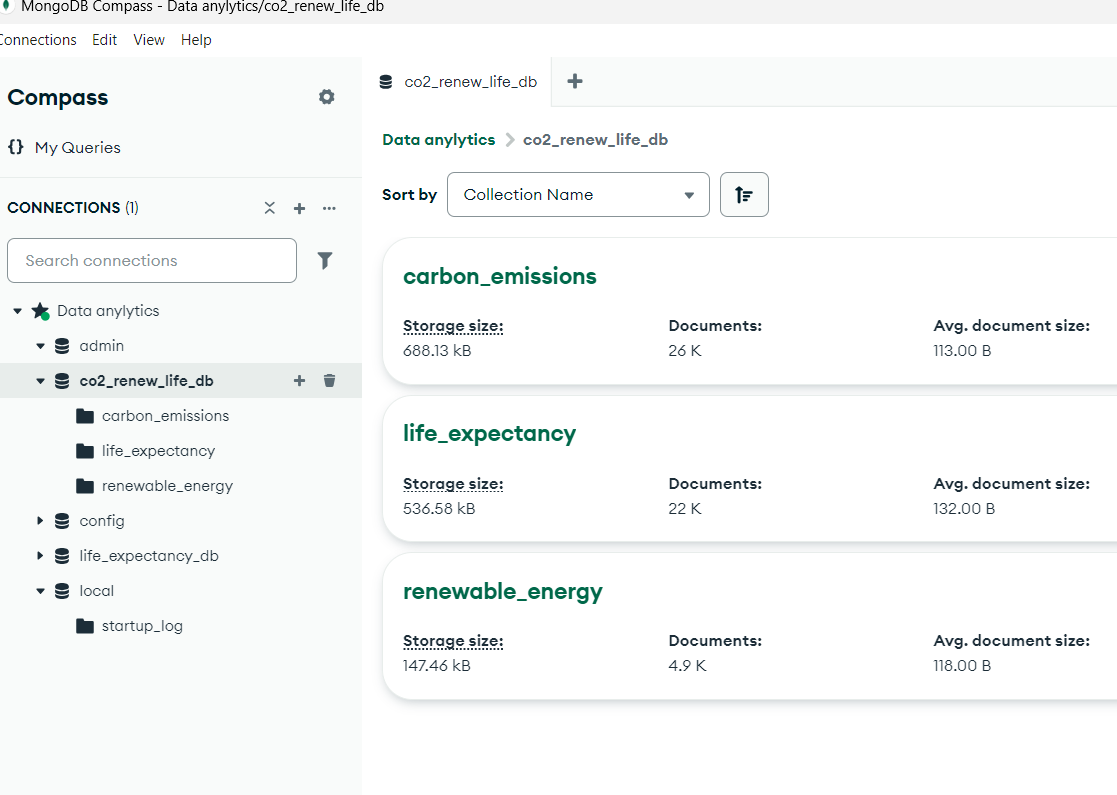 MongoDB Compass - Data anylytics/co2_renew_life_db
Connections Edit View Help
Compass
{} My Queries
CONNECTIONS (1)
Search connections
Data anylytics
admin
co2_renew_life_db
carbon_emissions
life_expectancy
renewable_energy
config
life_expectancy_db
local
startup_log
co2_renew_life_db
Data anylytics co2_renew_life_db
Sort by Collection Name
carbon_emissions
Storage size: Documents: Avg. document size:
688.13 kB 26 K 113.00 B
life_expectancy
Storage size: Documents: Avg. document size:
536.58 kB 22 K 132.00 B
renewable_energy
Storage size: Documents: Avg. document size:
147.46 kB 4.9 K 118.00 B